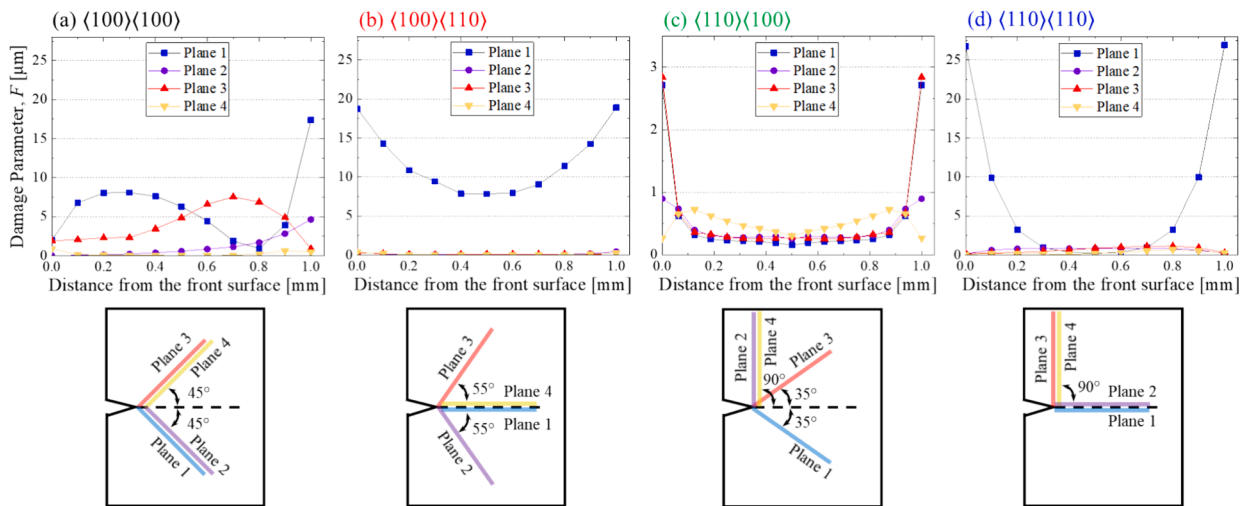 (a) ⟨100⟩⟨100⟩
(b) ⟨100⟩⟨110⟩
(c) ⟨110⟩⟨100⟩
(d) ⟨110⟩⟨110⟩
Damage Parameter, F [μm]
25
20
15
10
5
0
Plane 1
Plane 2
Plane 3
Plane 4
0.0 0.2 0.4 0.6 0.8 1.0
Distance from the front surface [mm]
25
20
15
10
5
0
Plane 1
Plane 2
Plane 3
Plane 4
0.0 0.2 0.4 0.6 0.8 1.0
Distance from the front surface [mm]
3
2
1
0
Plane 1
Plane 2
Plane 3
Plane 4
0.0 0.2 0.4 0.6 0.8 1.0
Distance from the front surface [mm]
25
20
15
10
5
0
Plane 1
Plane 2
Plane 3
Plane 4
0.0 0.2 0.4 0.6 0.8 1.0
Distance from the front surface [mm]
Plane 3
Plane 4
45°
45°
Plane 1
Plane 2
Plane 3
55°
Plane 4
Plane 1
55°
Plane 2
Plane 2
Plane 4
Plane 3
90°
35°
35°
Plane 1
Plane 3
Plane 4
90°
Plane 2
Plane 1